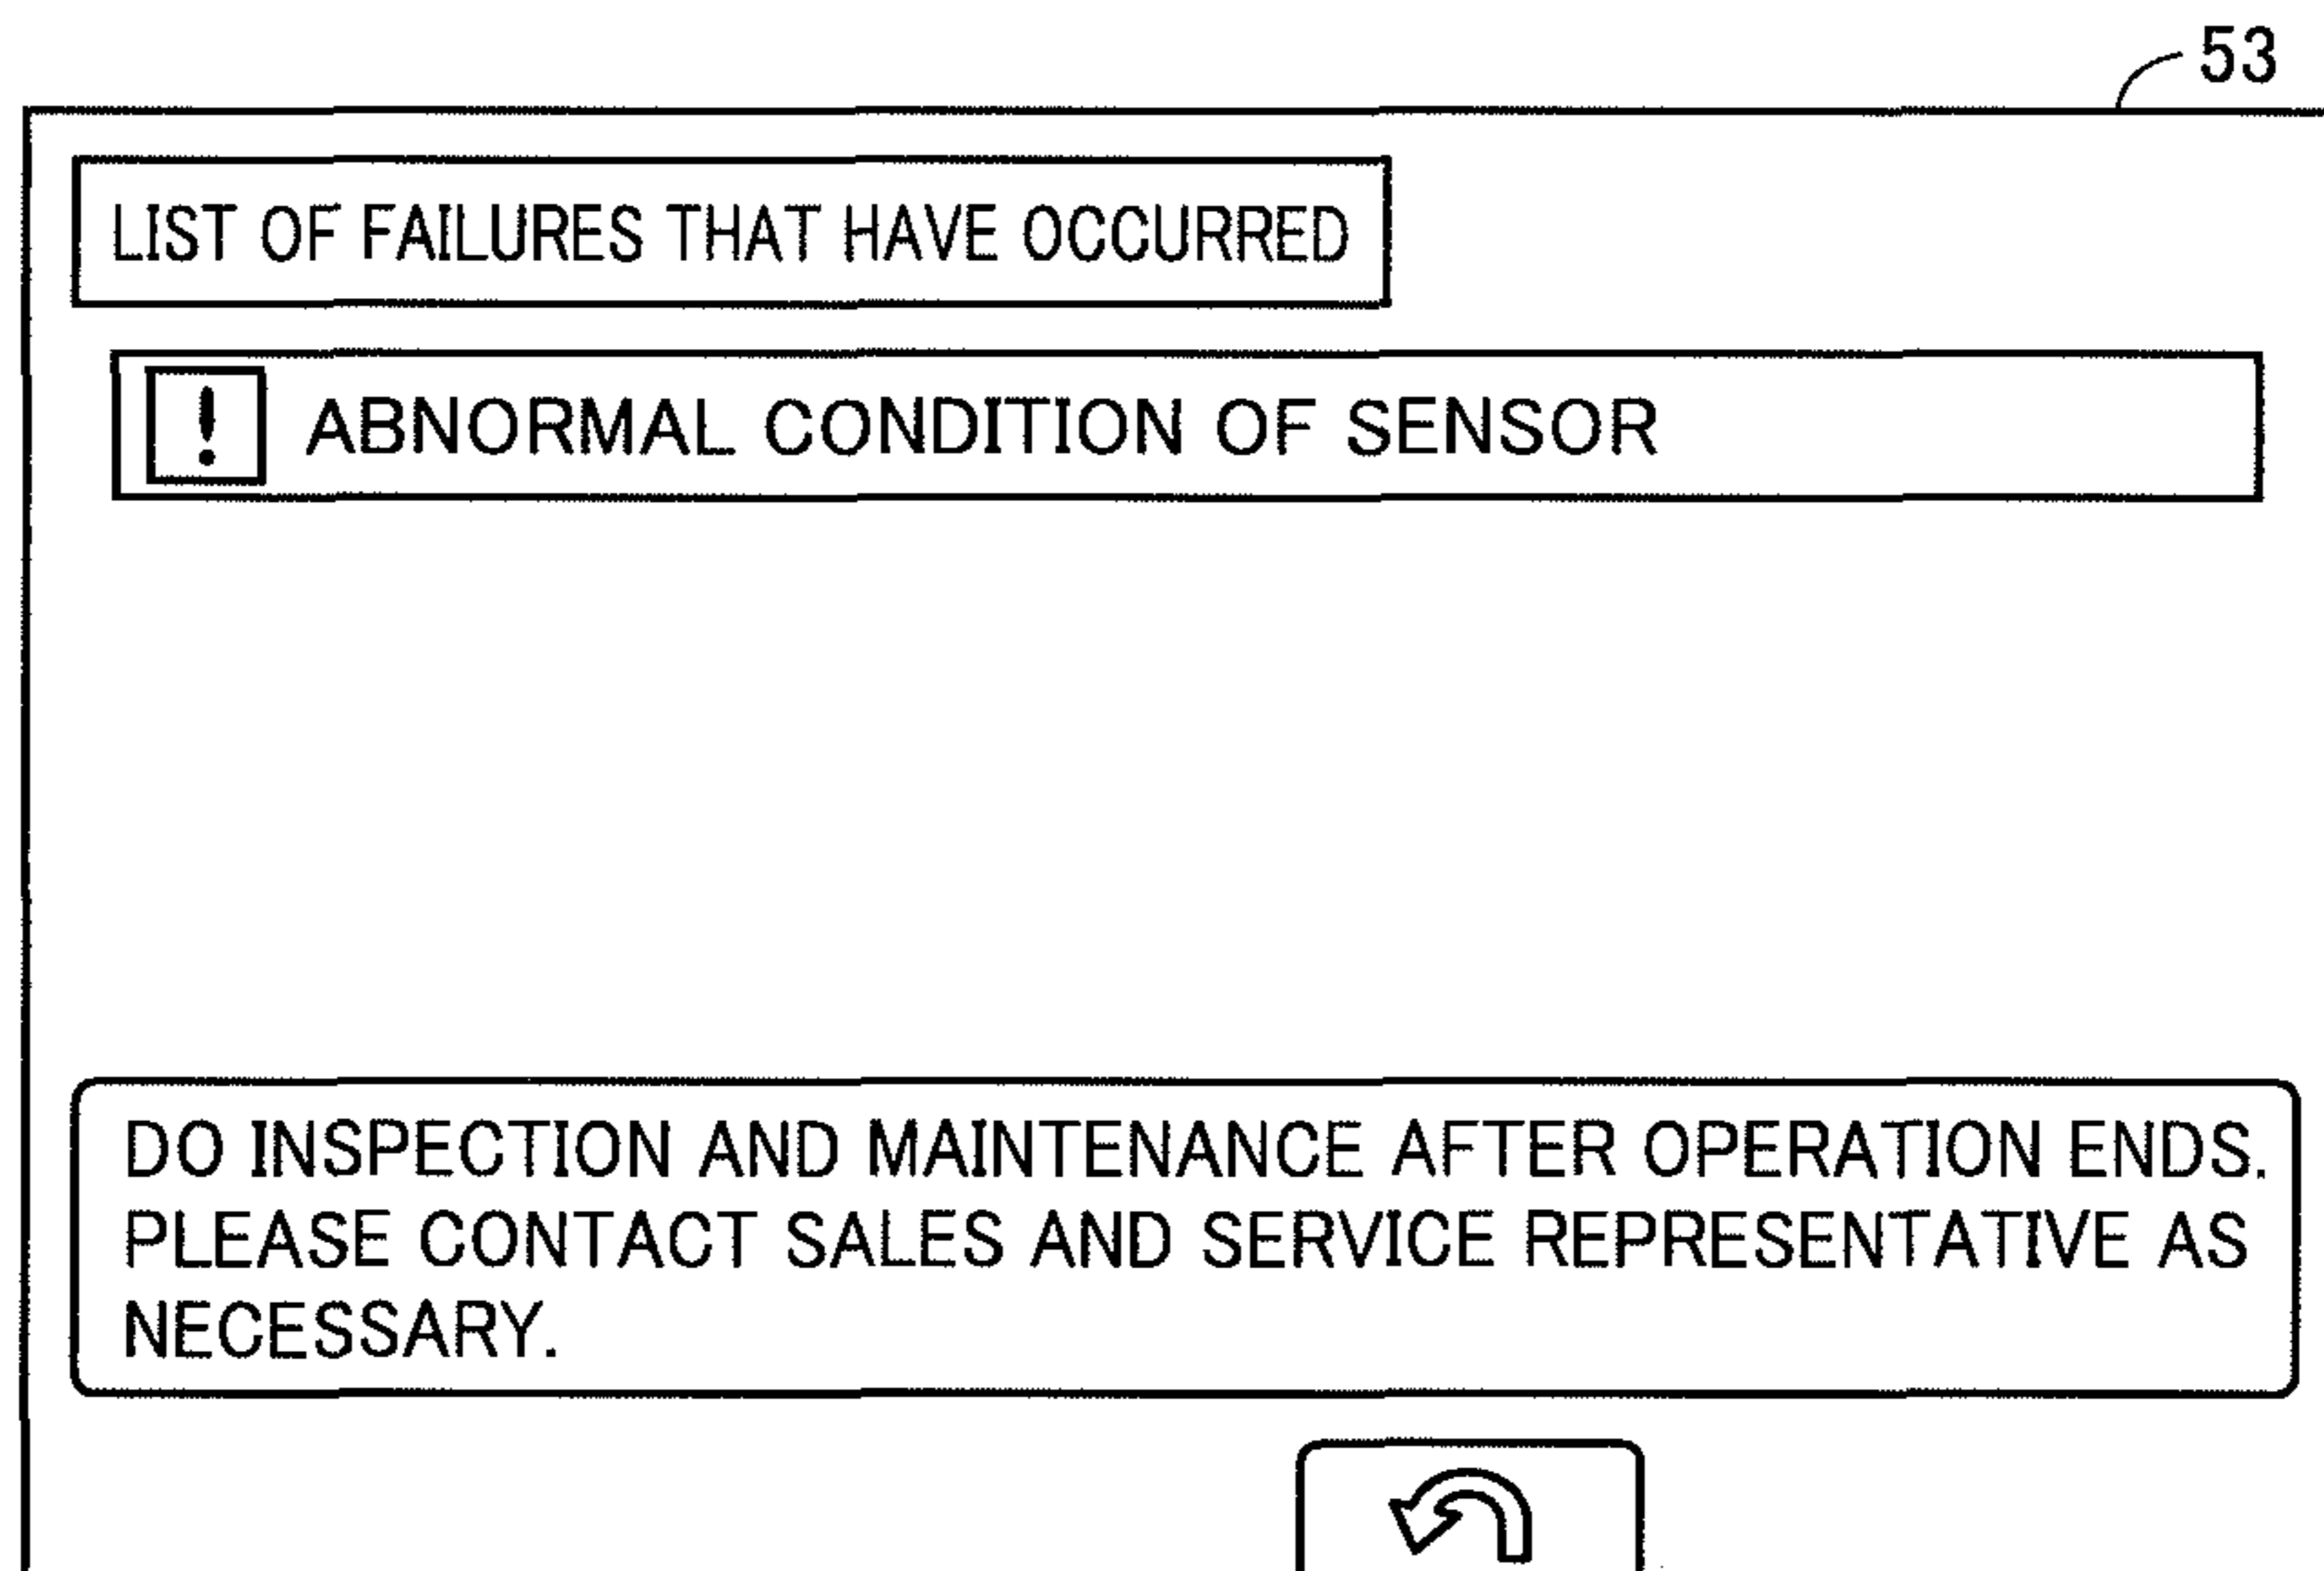 53
LIST OF FAILURES THAT HAVE OCCURRED
! ABNORMAL CONDITION OF SENSOR
DO INSPECTION AND MAINTENANCE AFTER OPERATION ENDS.
PLEASE CONTACT SALES AND SERVICE REPRESENTATIVE AS
NECESSARY.